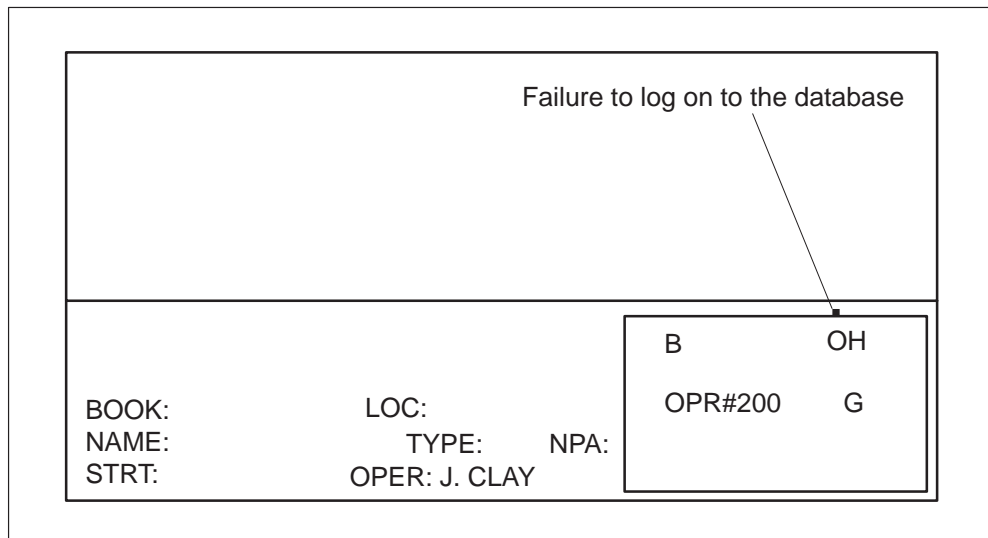 Failure to log on to the database
B OH
OPR#200 G
BOOK: LOC:
NAME: TYPE: NPA:
STRT: OPER: J. CLAY